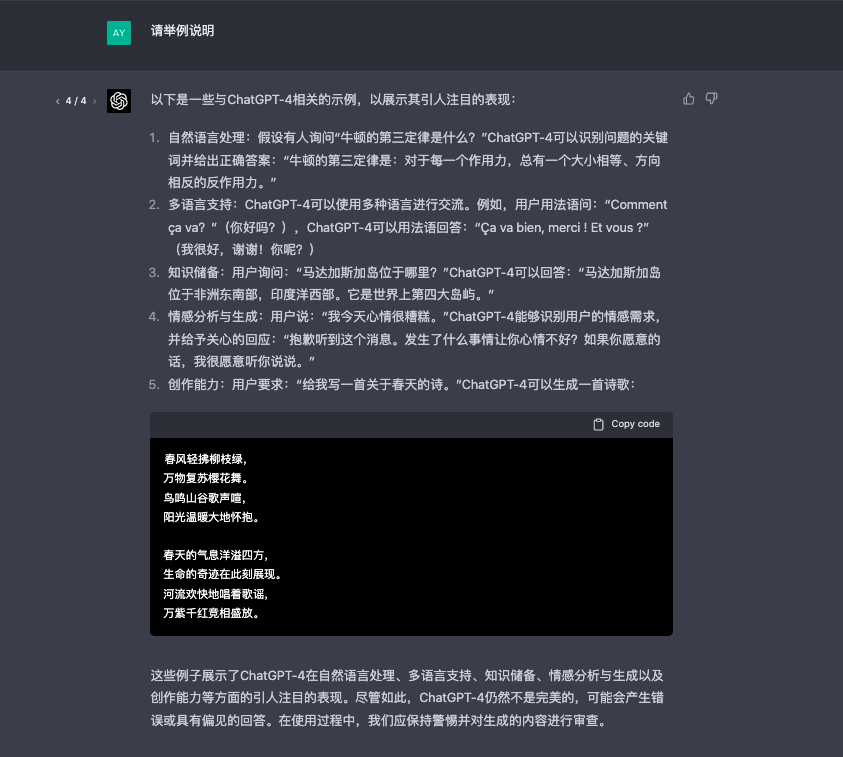 AY 请举例说明
‹ 4 / 4 ›
以下是一些与ChatGPT-4相关的示例，以展示其引人注目的表现：
1. 自然语言处理：假设有人询问“牛顿的第三定律是什么？”ChatGPT-4可以识别问题的关键
词并给出正确答案：“牛顿的第三定律是：对于每一个作用力，总有一个大小相等、方向
相反的反作用力。”
2. 多语言支持：ChatGPT-4可以使用多种语言进行交流。例如，用户用法语问：“Comment
ça va？“（你好吗？），ChatGPT-4可以用法语回答：“Ça va bien, merci ! Et vous ?”
（我很好，谢谢！你呢？）
3. 知识储备：用户询问：“马达加斯加岛位于哪里？”ChatGPT-4可以回答：“马达加斯加岛
位于非洲东南部，印度洋西部。它是世界上第四大岛屿。“
4. 情感分析与生成：用户说：“我今天心情很糟糕。”ChatGPT-4能够识别用户的情感需求，
并给予关心的回应：“抱歉听到这个消息。发生了什么事情让你心情不好？如果你愿意的
话，我很愿意听你说说。”
5. 创作能力：用户要求：“给我写一首关于春天的诗。”ChatGPT-4可以生成一首诗歌：
Copy code
春风轻拂柳枝绿，
万物复苏樱花舞。
鸟鸣山谷歌声喧，
阳光温暖大地怀抱。
春天的气息洋溢四方，
生命的奇迹在此刻展现。
河流欢快地唱着歌谣，
万紫千红竞相盛放。
这些例子展示了ChatGPT-4在自然语言处理、多语言支持、知识储备、情感分析与生成以及
创作能力等方面的引人注目的表现。尽管如此，ChatGPT-4仍然不是完美的，可能会产生错
误或具有偏见的回答。在使用过程中，我们应保持警惕并对生成的内容进行审查。